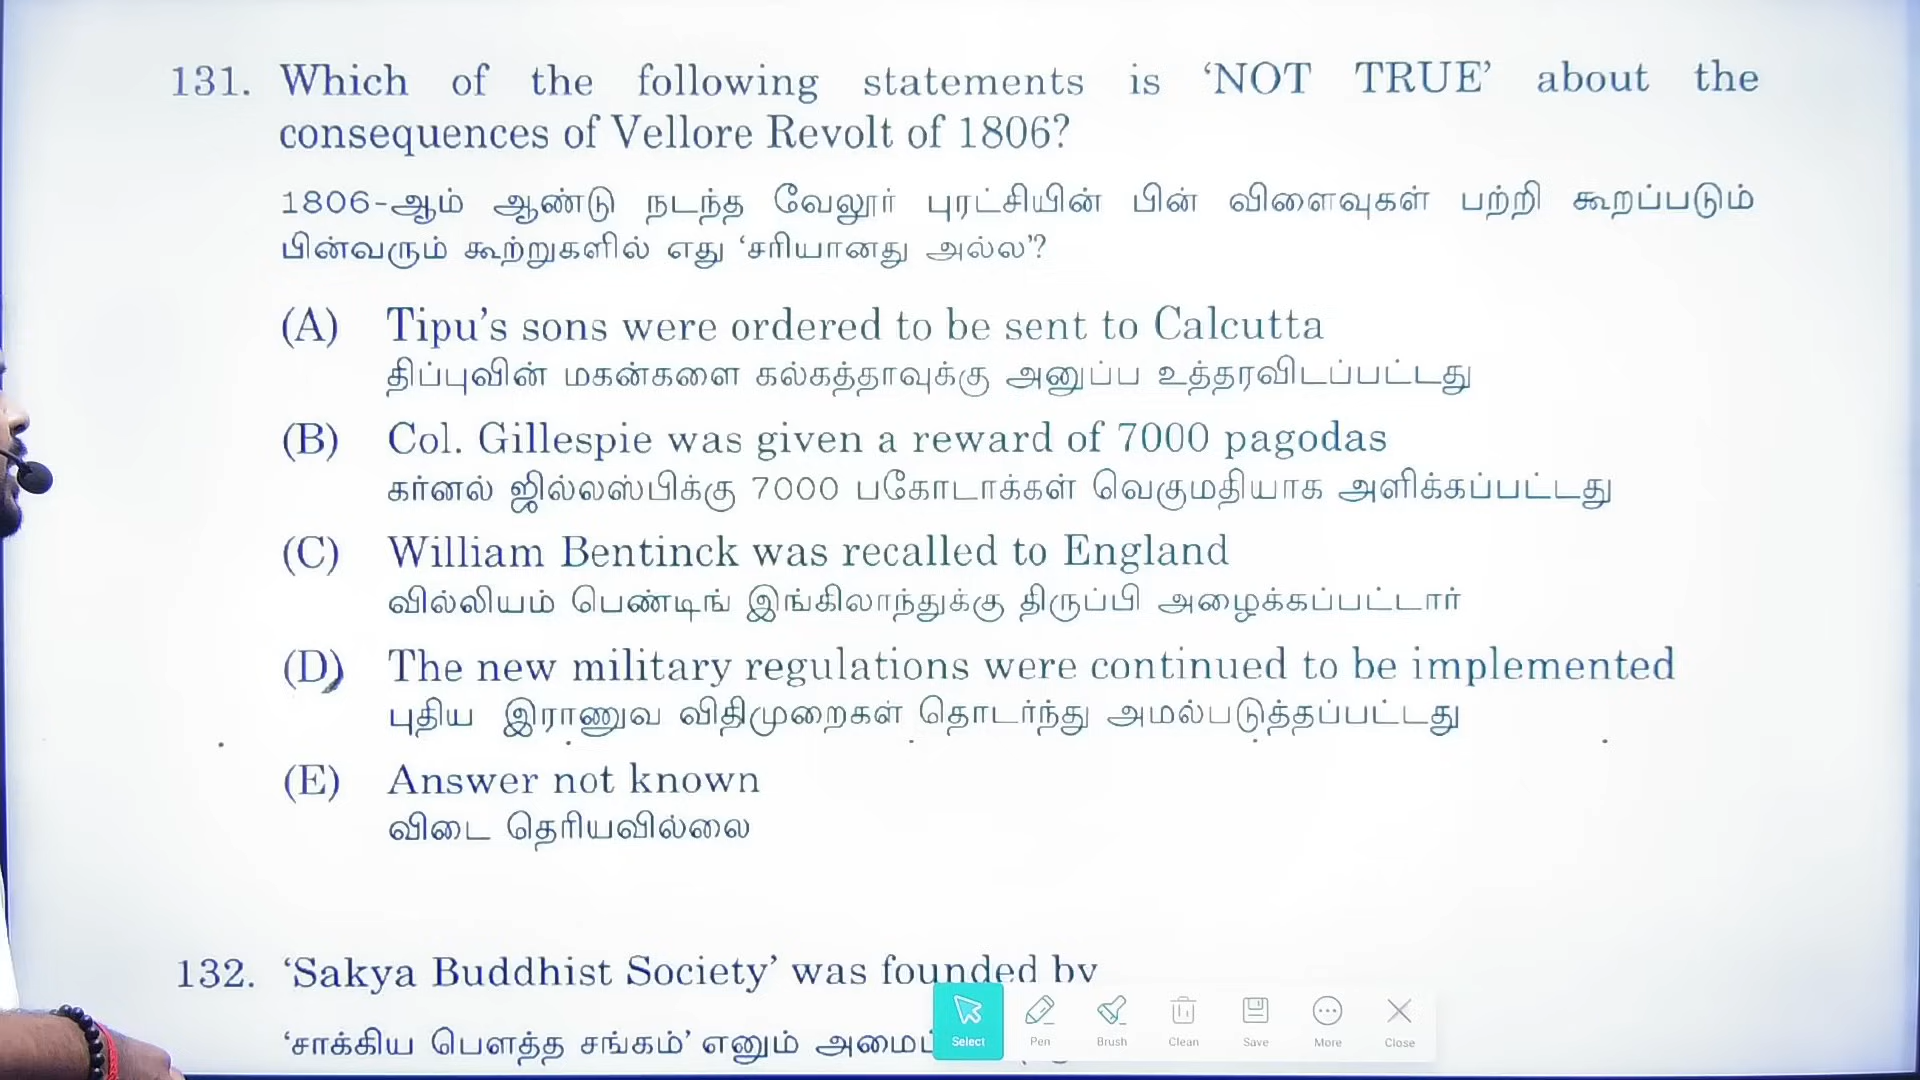 131. Which of the following statements is ‘NOT TRUE’ about the
consequences of Vellore Revolt of 1806?
1806-ஆம் ஆண்டு நடந்த வேலூர் புரட்சியின் பின் விளைவுகள் பற்றி கூறப்படும்
பின்வரும் கூற்றுகளில் எது ‘சரியானது அல்ல’?
(A) Tipu’s sons were ordered to be sent to Calcutta
திப்புவின் மகன்களை கல்கத்தாவுக்கு அனுப்ப உத்தரவிடப்பட்டது
(B) Col. Gillespie was given a reward of 7000 pagodas
கர்னல் ஜில்லஸ்பிக்கு 7000 பகோடாக்கள் வெகுமதியாக அளிக்கப்பட்டது
(C) William Bentinck was recalled to England
வில்லியம் பெண்டிங் இங்கிலாந்துக்கு திருப்பி அழைக்கப்பட்டார்
(D) The new military regulations were continued to be implemented
புதிய இராணுவ விதிமுறைகள் தொடர்ந்து அமல்படுத்தப்பட்டது
(E) Answer not known
விடை தெரியவில்லை
132. ‘Sakya Buddhist Society’ was founded by
‘சாக்கிய பௌத்த சங்கம்’ எனும்
Select Pen Brush Clean Save More Close